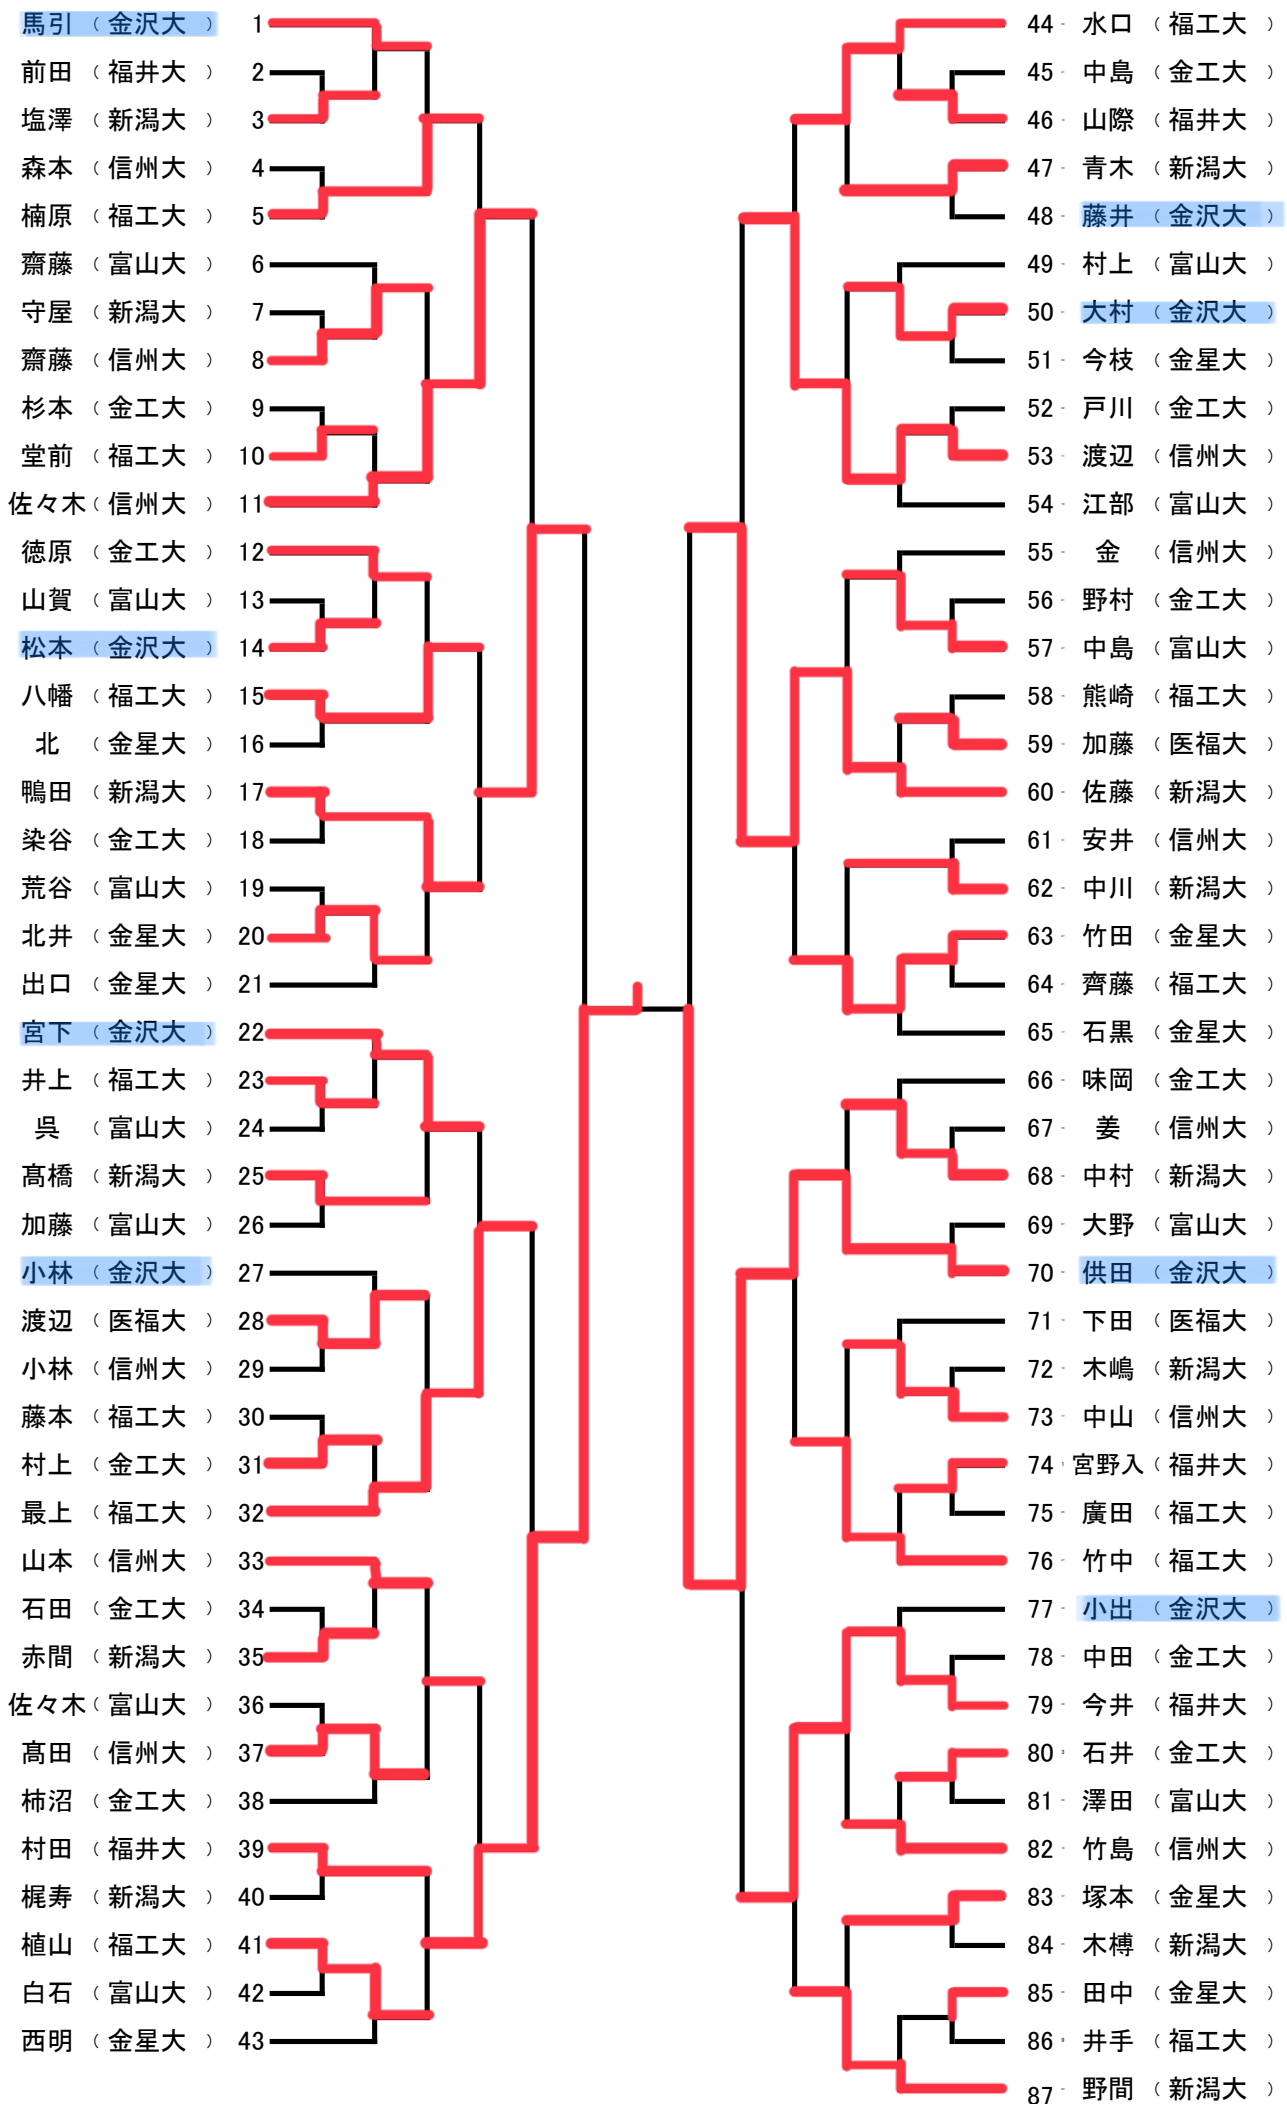 馬引 ( 金沢大 ) 1
前田 ( 福井大 ) 2
塩澤 ( 新潟大 ) 3
森本 ( 信州大 ) 4
楠原 ( 福工大 ) 5
齋藤 ( 富山大 ) 6
守屋 ( 新潟大 ) 7
齋藤 ( 信州大 ) 8
杉本 ( 金工大 ) 9
堂前 ( 福工大 ) 10
佐々木 ( 信州大 ) 11
徳原 ( 金工大 ) 12
山賀 ( 富山大 ) 13
松本 ( 金沢大 ) 14
八幡 ( 福工大 ) 15
北 ( 金星大 ) 16
鴨田 ( 新潟大 ) 17
染谷 ( 金工大 ) 18
荒谷 ( 富山大 ) 19
北井 ( 金星大 ) 20
出口 ( 金星大 ) 21
宮下 ( 金沢大 ) 22
井上 ( 福工大 ) 23
呉 ( 富山大 ) 24
髙橋 ( 新潟大 ) 25
加藤 ( 富山大 ) 26
小林 ( 金沢大 ) 27
渡辺 ( 医福大 ) 28
小林 ( 信州大 ) 29
藤本 ( 福工大 ) 30
村上 ( 金工大 ) 31
最上 ( 福工大 ) 32
山本 ( 信州大 ) 33
石田 ( 金工大 ) 34
赤間 ( 新潟大 ) 35
佐々木 ( 富山大 ) 36
髙田 ( 信州大 ) 37
柿沼 ( 金工大 ) 38
村田 ( 福井大 ) 39
梶寿 ( 新潟大 ) 40
植山 ( 福工大 ) 41
白石 ( 富山大 ) 42
西明 ( 金星大 ) 43
44 水口 ( 福工大 )
45 中島 ( 金工大 )
46 山際 ( 福井大 )
47 青木 ( 新潟大 )
48 藤井 ( 金沢大 )
49 村上 ( 富山大 )
50 大村 ( 金沢大 )
51 今枝 ( 金星大 )
52 戸川 ( 金工大 )
53 渡辺 ( 信州大 )
54 江部 ( 富山大 )
55 金 ( 信州大 )
56 野村 ( 金工大 )
57 中島 ( 富山大 )
58 熊崎 ( 福工大 )
59 加藤 ( 医福大 )
60 佐藤 ( 新潟大 )
61 安井 ( 信州大 )
62 中川 ( 新潟大 )
63 竹田 ( 金星大 )
64 齊藤 ( 福工大 )
65 石黒 ( 金星大 )
66 味岡 ( 金工大 )
67 姜 ( 信州大 )
68 中村 ( 新潟大 )
69 大野 ( 富山大 )
70 供田 ( 金沢大 )
71 下田 ( 医福大 )
72 木嶋 ( 新潟大 )
73 中山 ( 信州大 )
74 宮野入 ( 福井大 )
75 廣田 ( 福工大 )
76 竹中 ( 福工大 )
77 小出 ( 金沢大 )
78 中田 ( 金工大 )
79 今井 ( 福井大 )
80 石井 ( 金工大 )
81 澤田 ( 富山大 )
82 竹島 ( 信州大 )
83 塚本 ( 金星大 )
84 木榑 ( 新潟大 )
85 田中 ( 金星大 )
86 井手 ( 福工大 )
87 野間 ( 新潟大 )